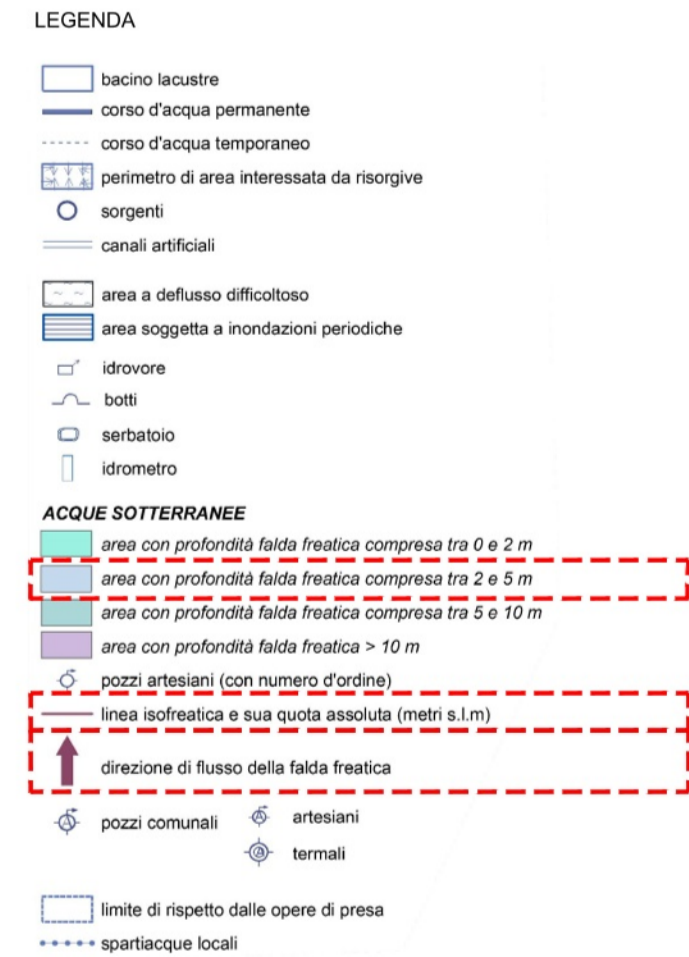 LEGENDA
bacino lacustre
corso d'acqua permanente
corso d'acqua temporaneo
perimetro di area interessata da risorgive
sorgenti
canali artificiali
area a deflusso difficoltoso
area soggetta a inondazioni periodiche
idrovore
botti
serbatoio
idrometro
ACQUE SOTTERRANEE
area con profondità falda freatica compresa tra 0 e 2 m
area con profondità falda freatica compresa tra 2 e 5 m
area con profondità falda freatica compresa tra 5 e 10 m
area con profondità falda freatica > 10 m
pozzi artesiani (con numero d'ordine)
linea isofreatica e sua quota assoluta (metri s.l.m)
direzione di flusso della falda freatica
pozzi comunali
artesiani
termali
limite di rispetto dalle opere di presa
spartiacque locali